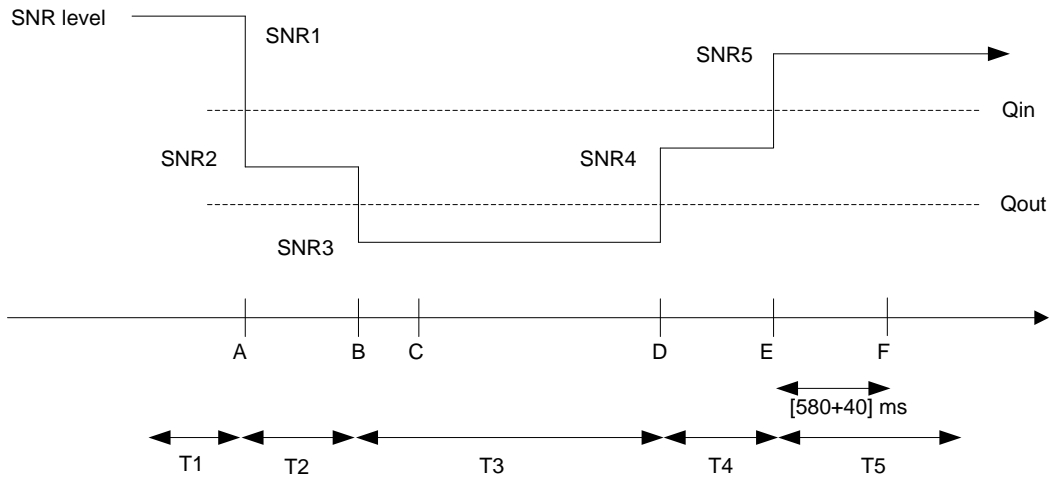 SNR level
SNR1
SNR5
Qin
SNR2
SNR4
Qout
SNR3
A
B
C
D
E
F
[580+40] ms
T1
T2
T3
T4
T5